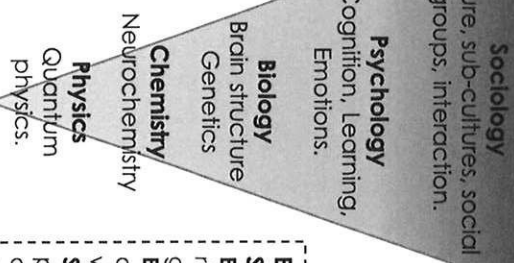 Sociology
ure, sub-cultures, social
groups, interaction.
Psychology
Cognition, Learning,
Emotions.
Biology
Brain structure
Genetics
Chemistry
Neurochemistry
Physics
Quantum
physics.